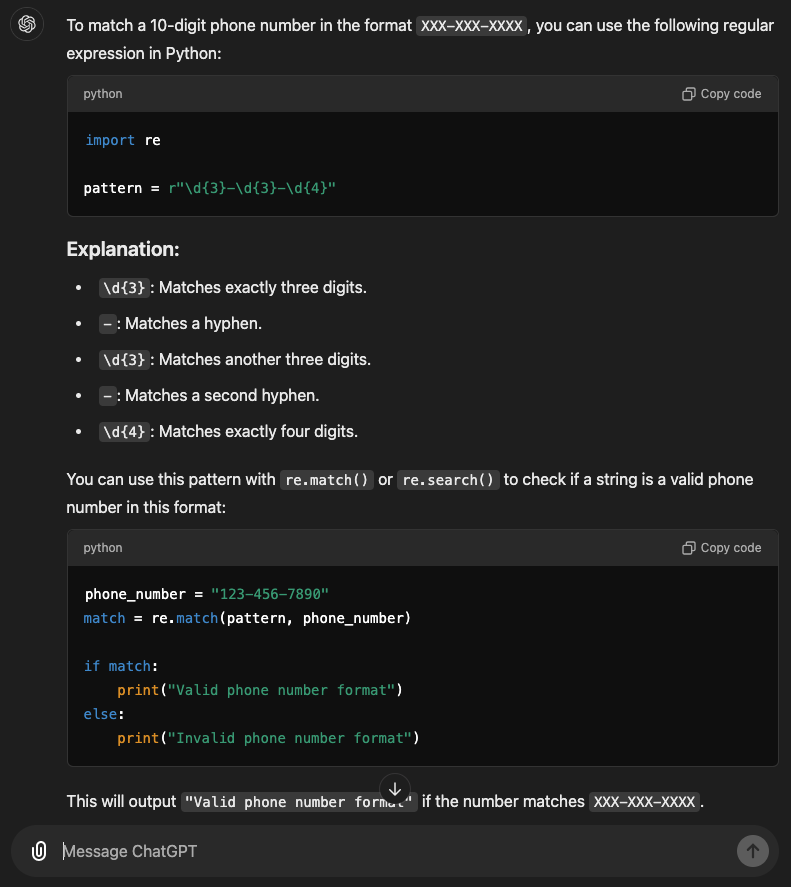 To match a 10-digit phone number in the format XXX-XXX-XXXX, you can use the following regular
expression in Python:
python
Copy code
import re
pattern = r"\d{3}-\d{3}-\d{4}"
Explanation:
• \d{3}: Matches exactly three digits.
• -: Matches a hyphen.
• \d{3}: Matches another three digits.
• -: Matches a second hyphen.
• \d{4}: Matches exactly four digits.
You can use this pattern with re.match() or re.search() to check if a string is a valid phone
number in this format:
python
Copy code
phone_number = "123-456-7890"
match = re.match(pattern, phone_number)
if match:
    print("Valid phone number format")
else:
    print("Invalid phone number format")
This will output "Valid phone number format" if the number matches XXX-XXX-XXXX.
Message ChatGPT